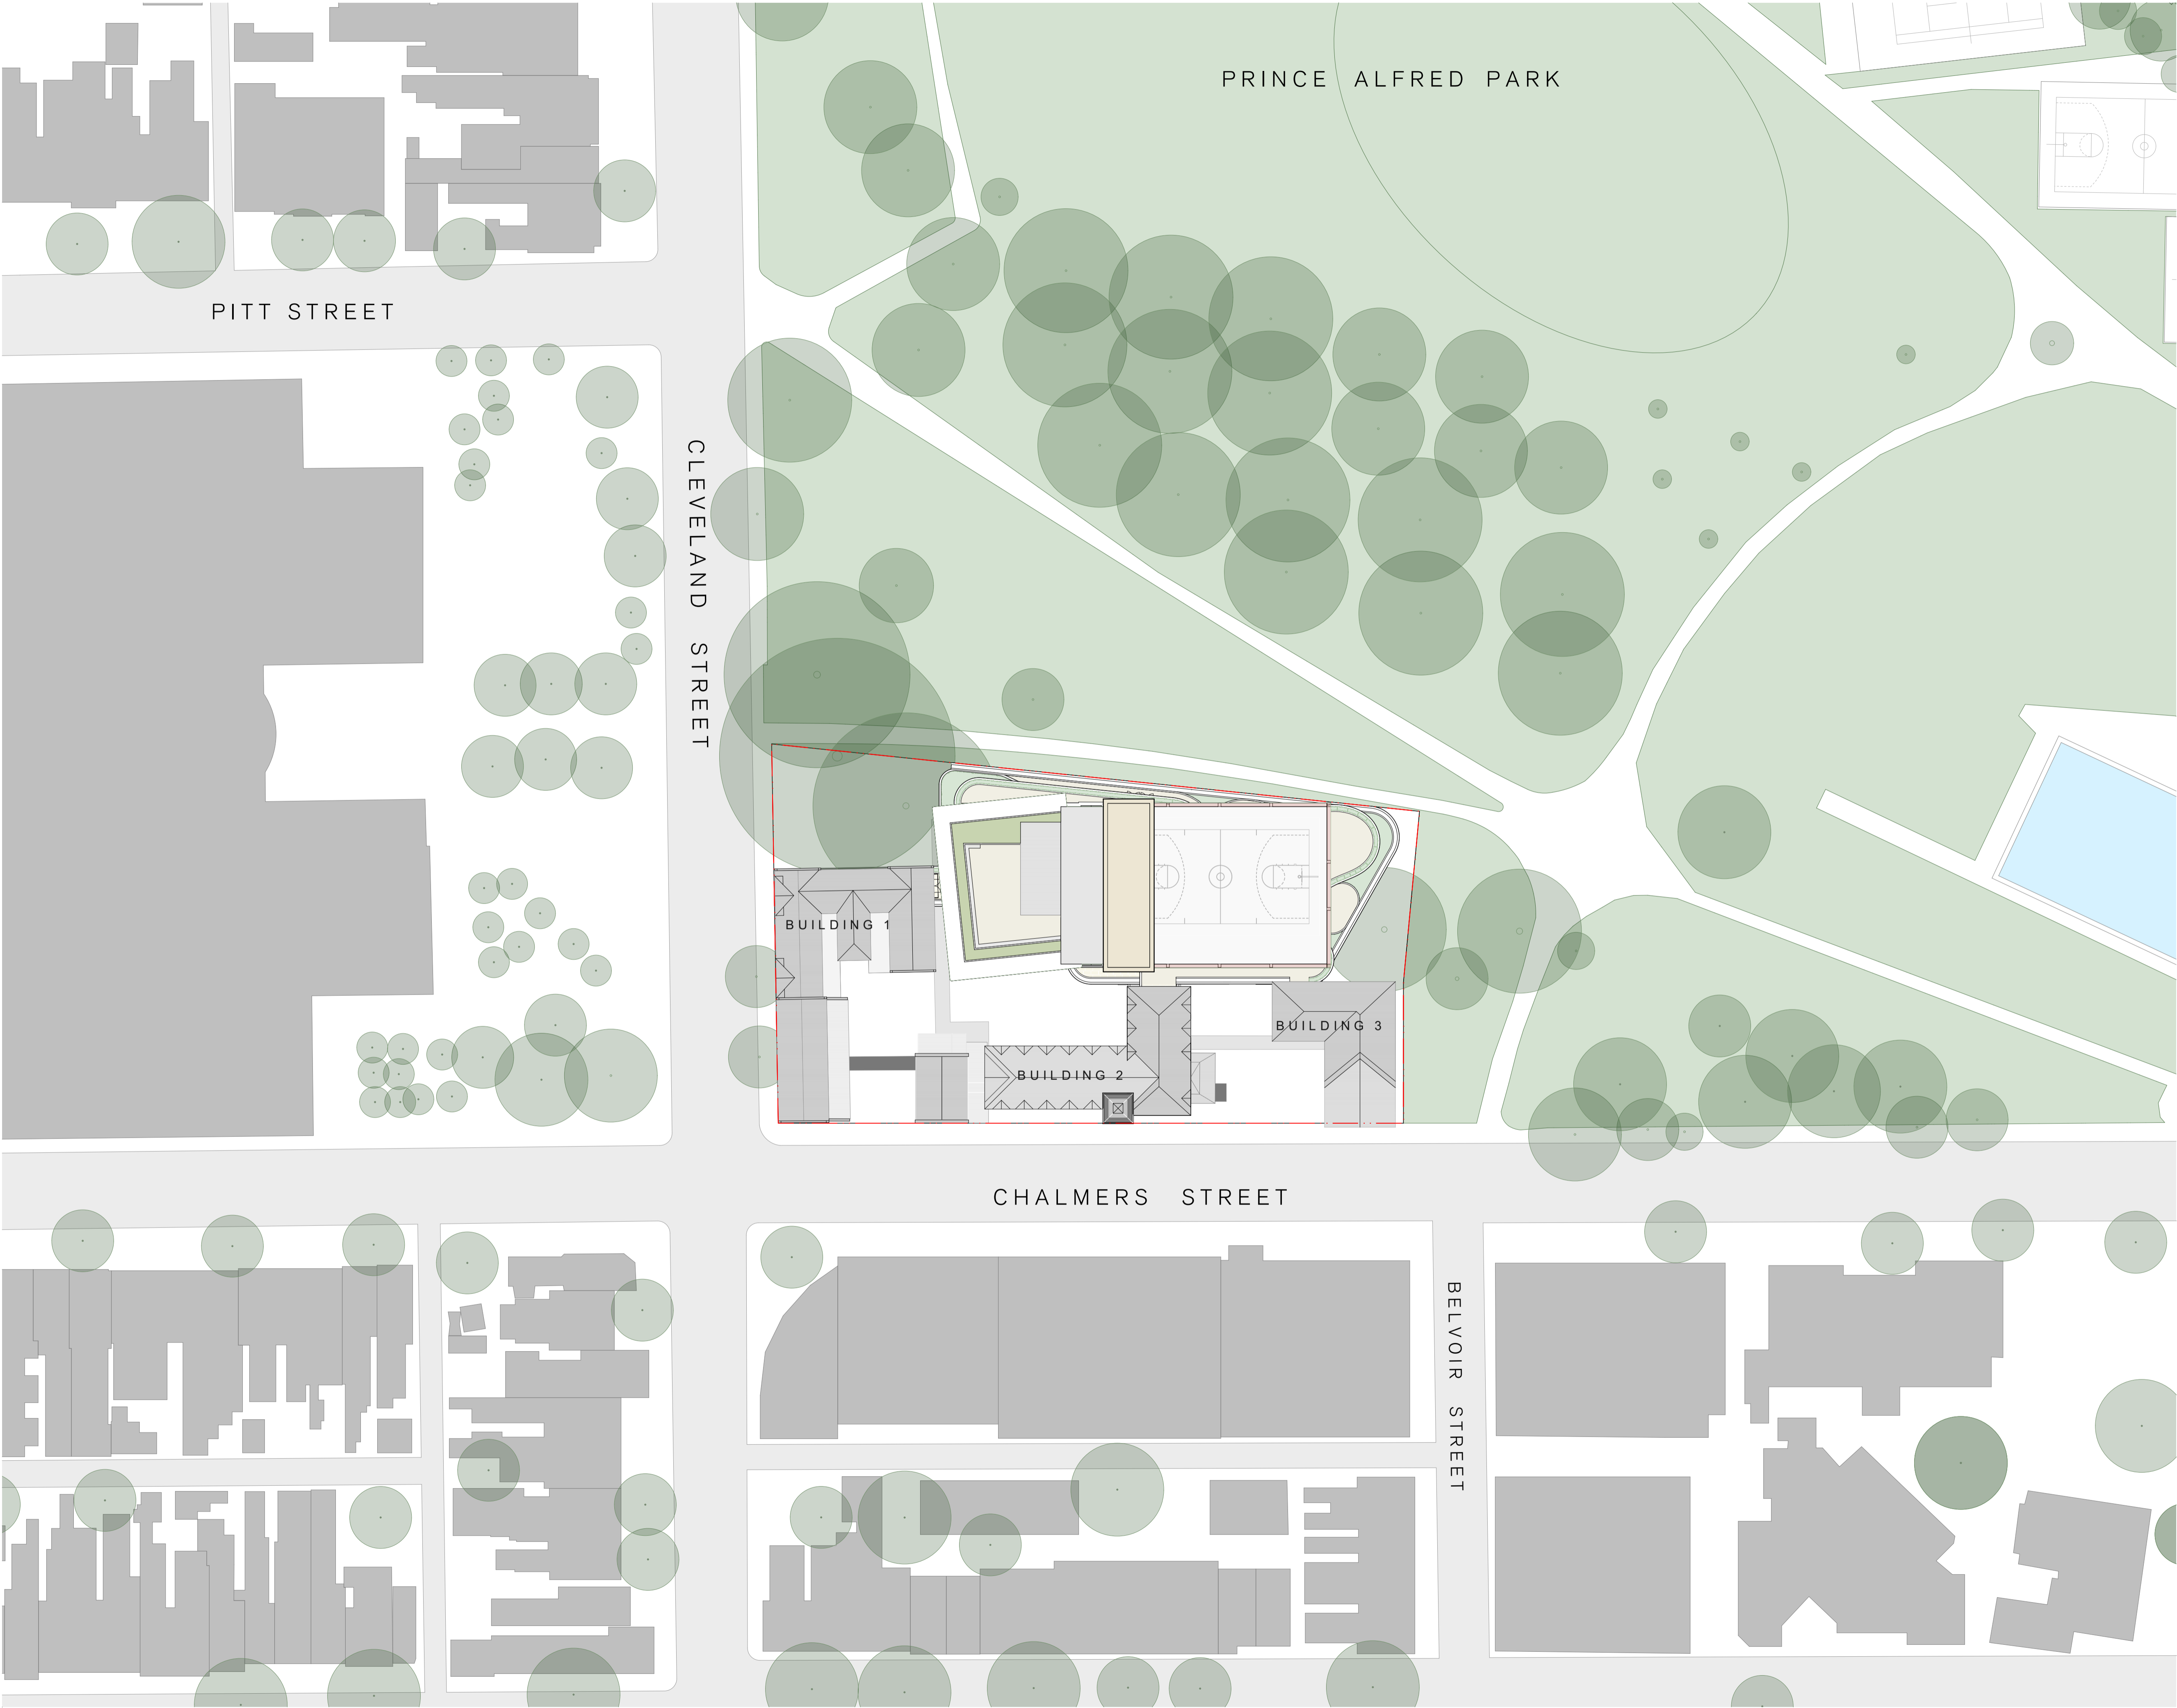 PRINCE ALFRED PARK
PITT STREET
CLEVELAND STREET
BUILDING 1
BUILDING 3
BUILDING 2
CHALMERS STREET
BELVOIR STREET